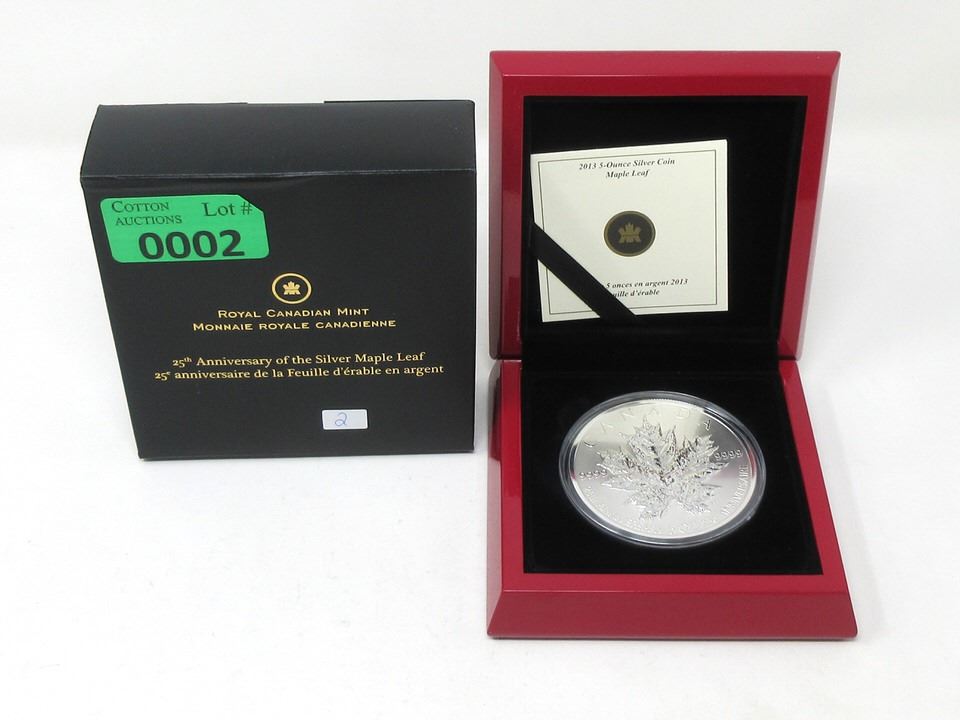 COTTON AUCTIONS Lot #
0002
ROYAL CANADIAN MINT
MONNAIE ROYALE CANADIENNE
25th Anniversary of the Silver Maple Leaf
25e anniversaire de la Feuille d'érable en argent
2
2013 5-Ounce Silver Coin
Maple Leaf
5 onces en argent 2013
d'érable
CANADA
9999 9999